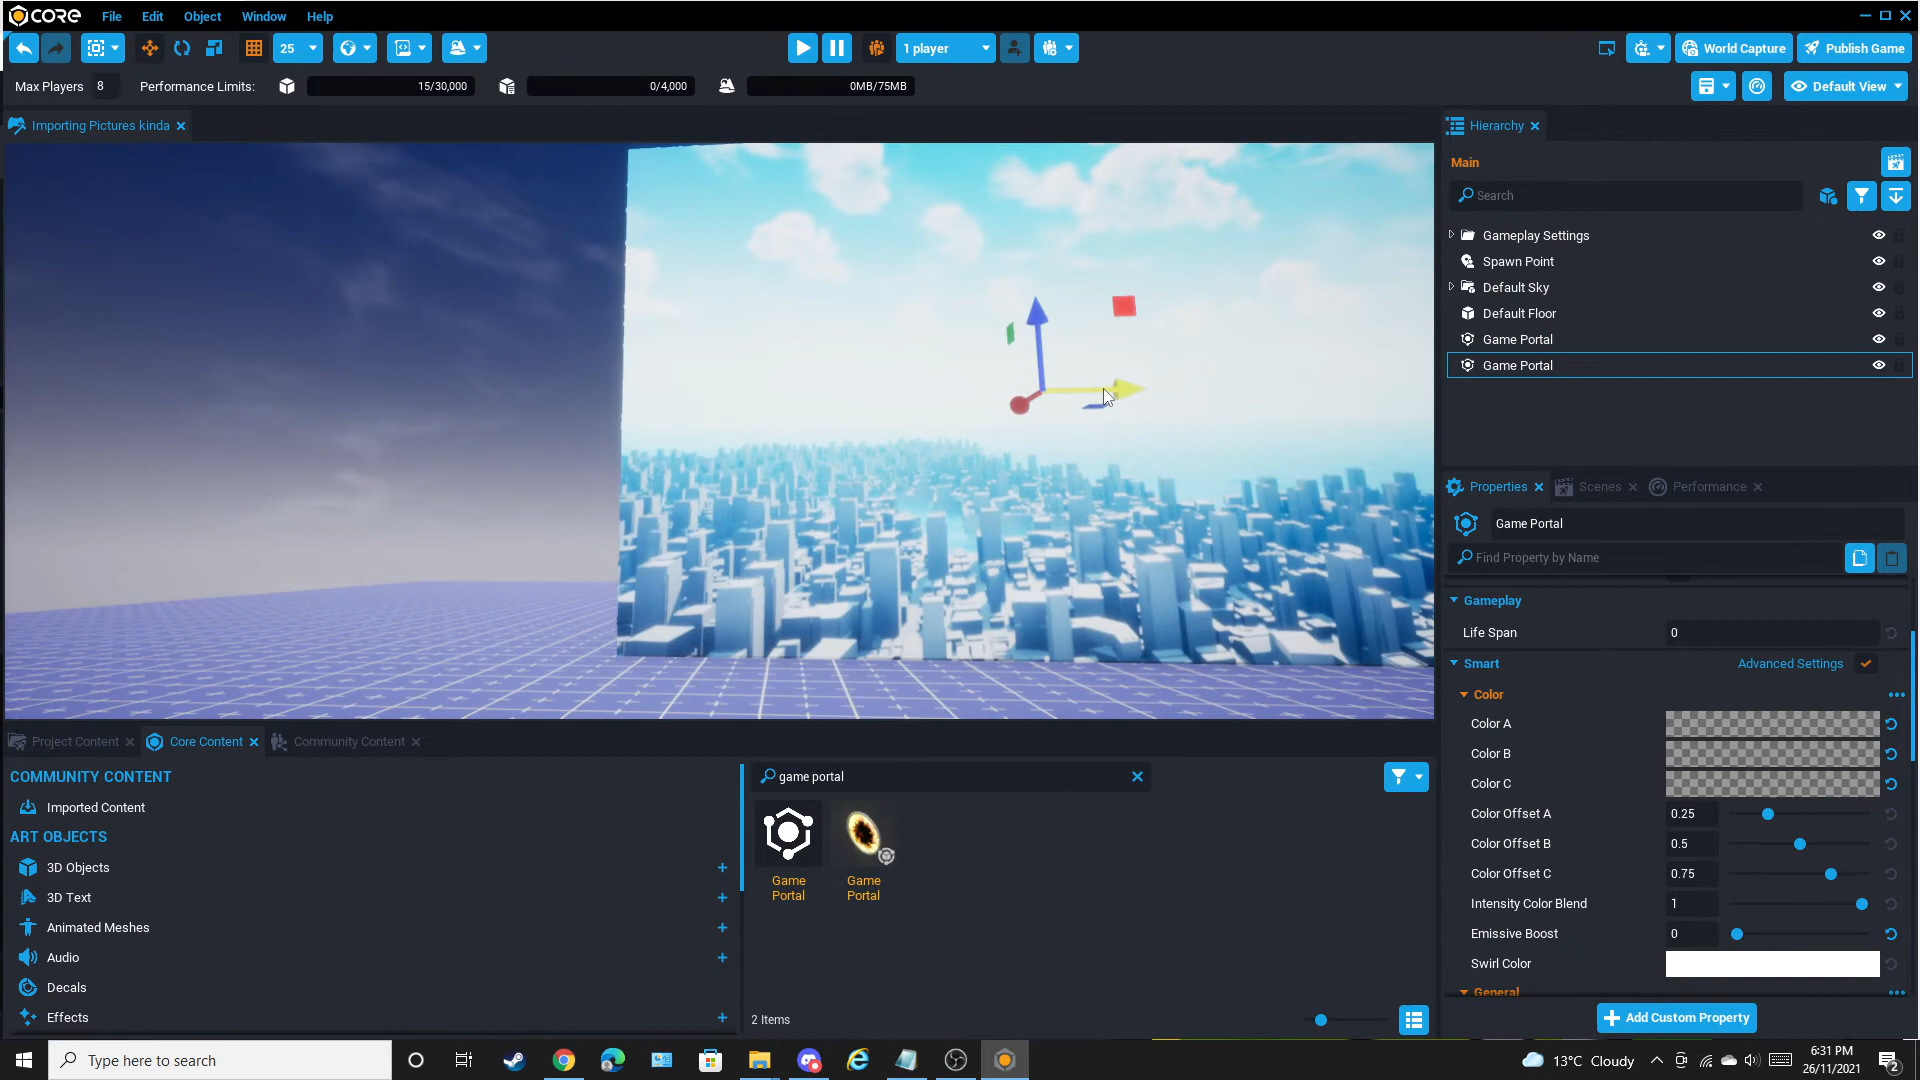 CORE File Edit Object Window Help
25 1 player World Capture Publish Game
Max Players 8 Performance Limits: 15/30,000 0/4,000 0MB/75MB Default View
Importing Pictures kinda
Hierarchy
Main
Search
Gameplay Settings
Spawn Point
Default Sky
Default Floor
Game Portal
Game Portal
Properties Scenes Performance
Game Portal
Find Property by Name
Gameplay
Life Span 0
Smart Advanced Settings
Color
Color A
Color B
Color C
Color Offset A 0.25
Color Offset B 0.5
Color Offset C 0.75
Intensity Color Blend 1
Emissive Boost 0
Swirl Color
General
Add Custom Property
Project Content Core Content Community Content
COMMUNITY CONTENT
Imported Content
ART OBJECTS
3D Objects
3D Text
Animated Meshes
Audio
Decals
Effects
game portal
Game Portal
Game Portal
2 Items
Type here to search
13°C Cloudy
6:31 PM
26/11/2021
2